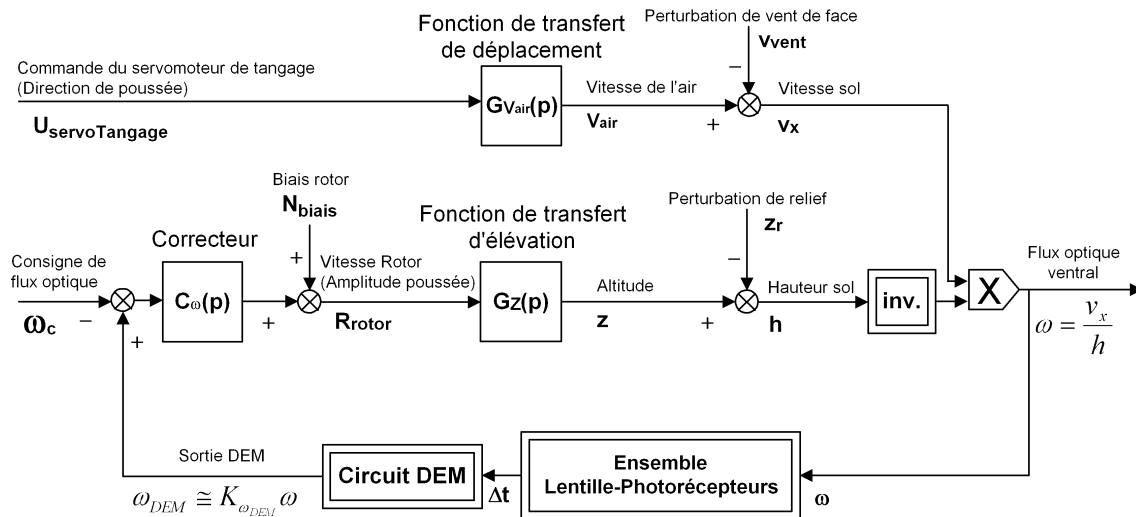 Fonction de transfert
de déplacement
Perturbation de vent de face
Vvent
Commande du servomoteur de tangage
(Direction de poussée)
UservoTangage
GVair(p)
Vitesse de l'air
Vair
−
+
Vitesse sol
Vx
Biais rotor
Nbiais
Fonction de transfert
d'élévation
Perturbation de relief
zr
Correcteur
Consigne de
flux optique
ωc
−
+
Cω(p)
+
+
Vitesse Rotor
(Amplitude poussée)
Rrotor
GZ(p)
Altitude
z
−
+
Hauteur sol
h
inv.
X
Flux optique
ventral
ω = vx / h
Sortie DEM
ωDEM ≅ KωDEM ω
Circuit DEM
Δt
Ensemble
Lentille-Photorécepteurs
ω